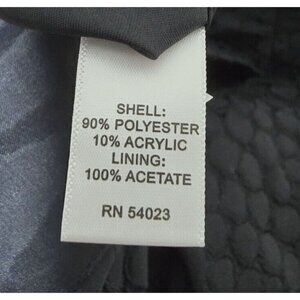 SHELL:
90% POLYESTER
10% ACRYLIC
LINING:
100% ACETATE
RN 54023